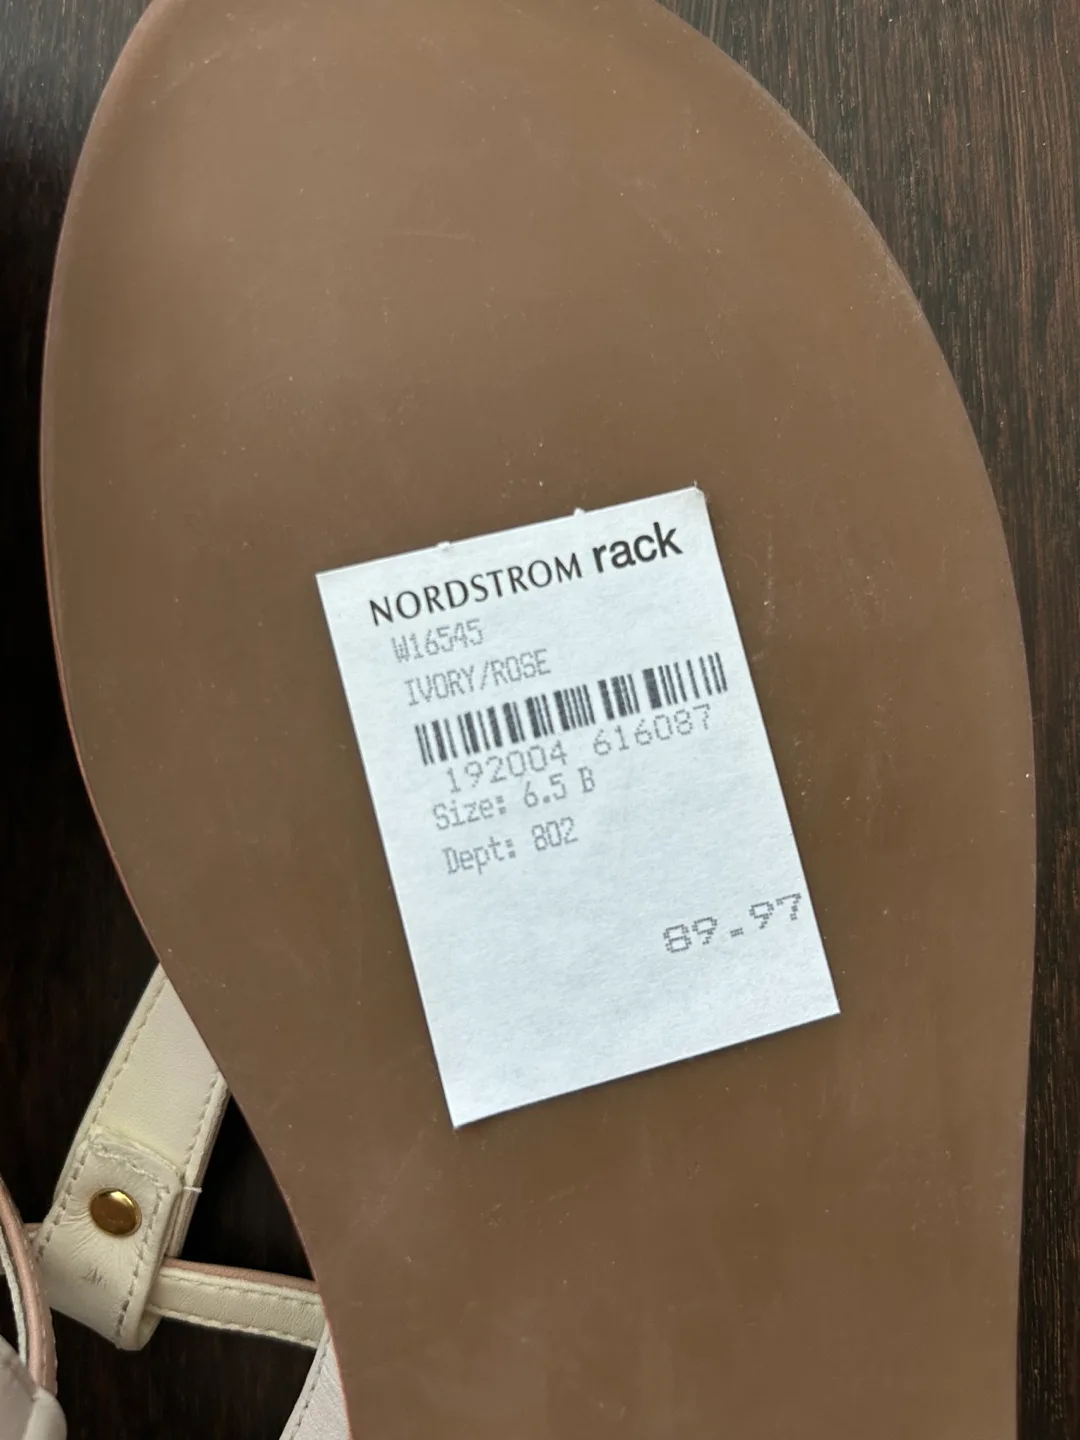 NORDSTROM rack
W16545
IVORY/ROSE
192004 616087
Size: 6.5 B
Dept: 802
89.97